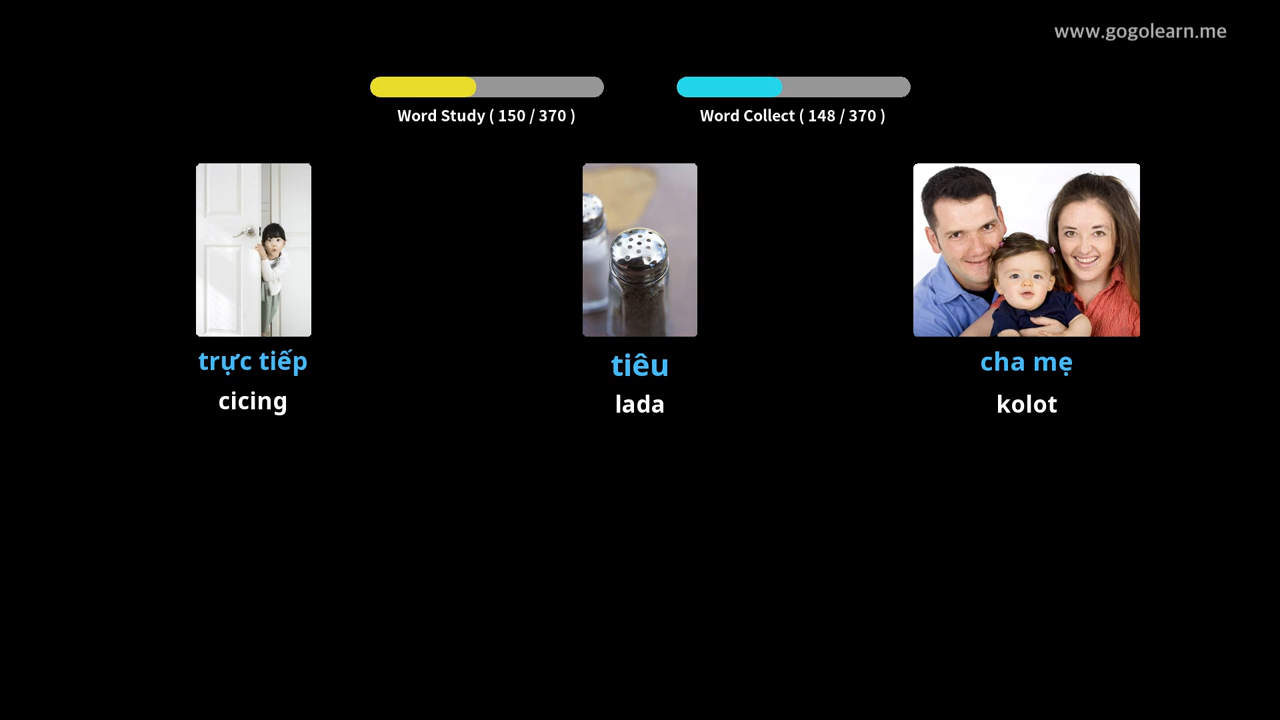 www.gogolearn.me
Word Study ( 150 / 370 )
Word Collect ( 148 / 370 )
trực tiếp
cicing
tiêu
lada
cha mẹ
kolot